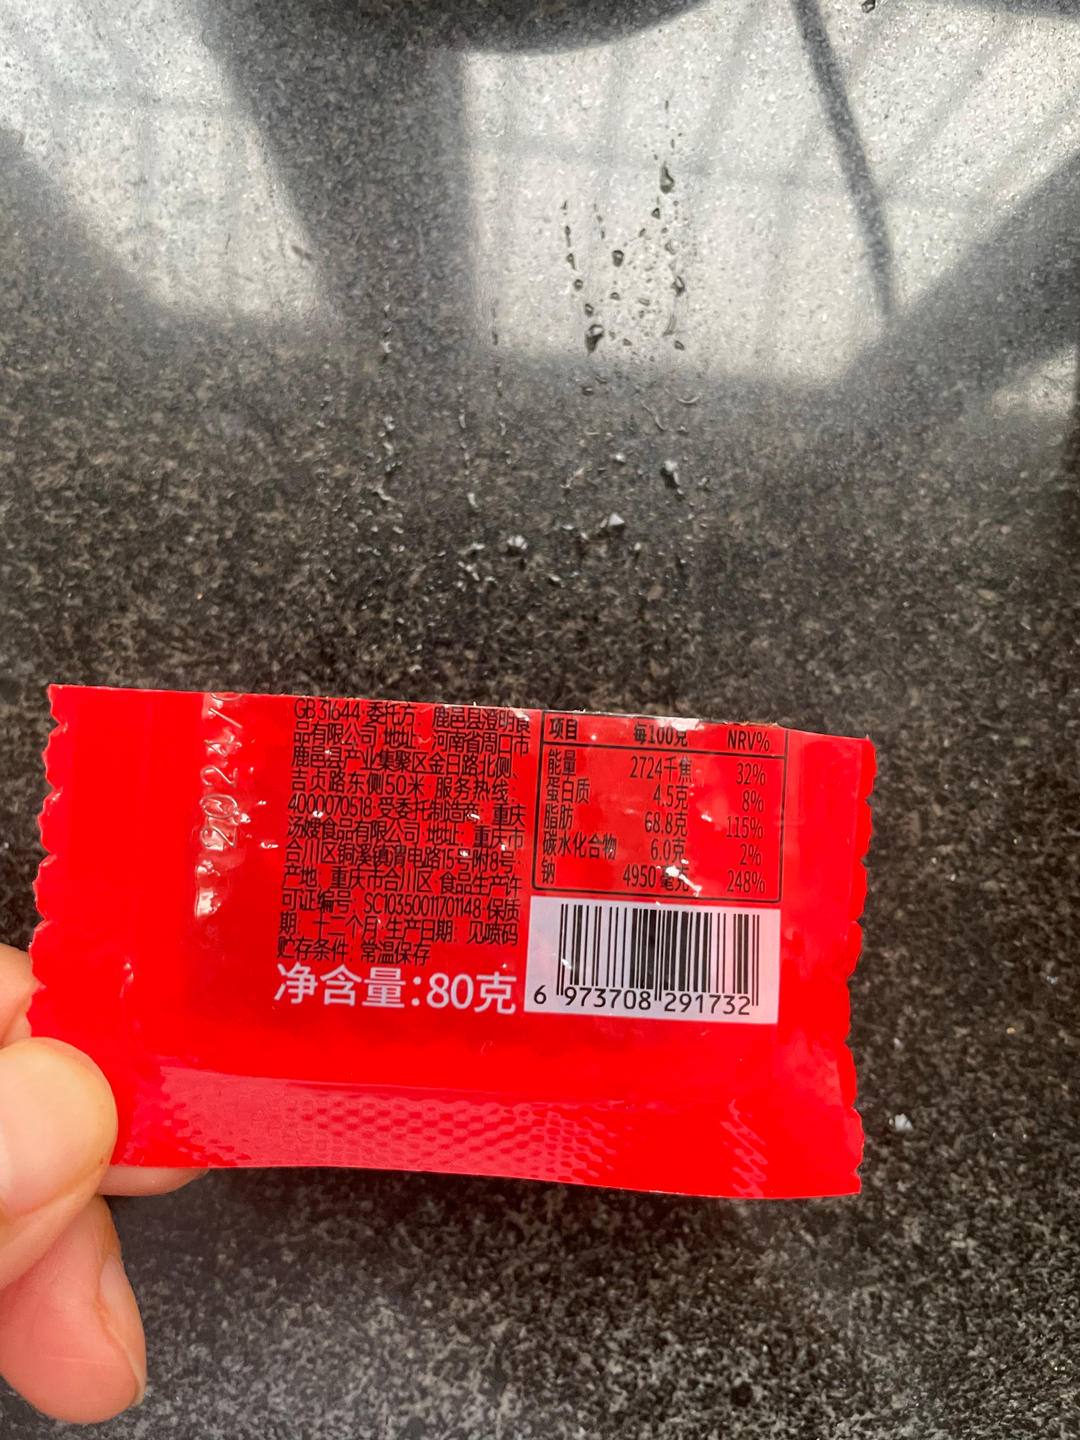 GB 31644 委托方: 鹿邑县澄明食
品有限公司 地址: 河南省周口市
鹿邑县产业集聚区金日路北侧、
吉贞路东侧50米 服务热线:
4000070518 受委托制造商: 重庆
汤嫂食品有限公司 地址: 重庆市
合川区铜溪镇渭电路15号附8号
产地: 重庆市合川区 食品生产许
可证编号: SC10350011701148 保质
期: 十二个月 生产日期: 见喷码
贮存条件: 常温保存
净含量:80克
项目 每100克 NRV%
能量 2724千焦 32%
蛋白质 4.5克 8%
脂肪 68.8克 115%
碳水化合物 6.0克 2%
钠 4950毫克 248%
6 973708 291732